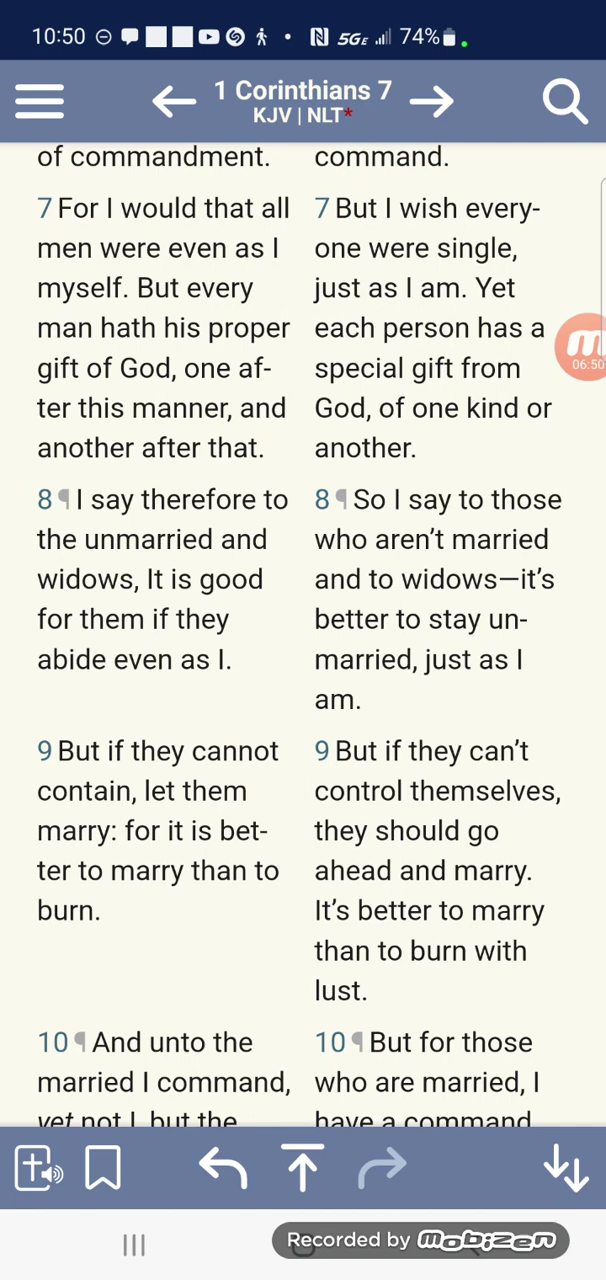 10:50 5GE 74%
1 Corinthians 7
KJV | NLT*
of commandment.
7 For I would that all
men were even as I
myself. But every
man hath his proper
gift of God, one af-
ter this manner, and
another after that.
8 ¶ I say therefore to
the unmarried and
widows, It is good
for them if they
abide even as I.
9 But if they cannot
contain, let them
marry: for it is bet-
ter to marry than to
burn.
10 ¶ And unto the
married I command,
yet not I, but the
command.
7 But I wish every-
one were single,
just as I am. Yet
each person has a
special gift from
God, of one kind or
another.
8 ¶ So I say to those
who aren't married
and to widows—it's
better to stay un-
married, just as I
am.
9 But if they can't
control themselves,
they should go
ahead and marry.
It's better to marry
than to burn with
lust.
10 ¶ But for those
who are married, I
have a command
m
06:50
Recorded by mobizen